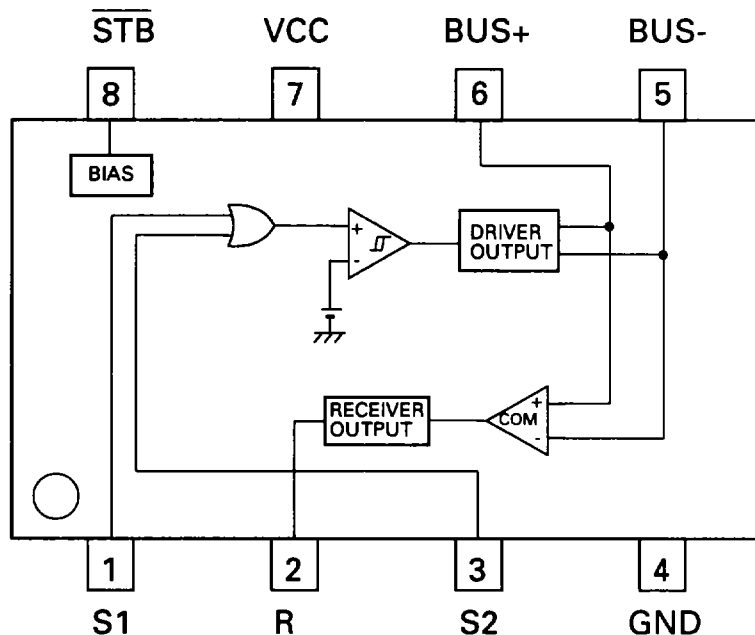 STB VCC BUS+ BUS-
8 7 6 5
BIAS
+
-
DRIVER
OUTPUT
RECEIVER
OUTPUT
COM
+
-
1 2 3 4
S1 R S2 GND